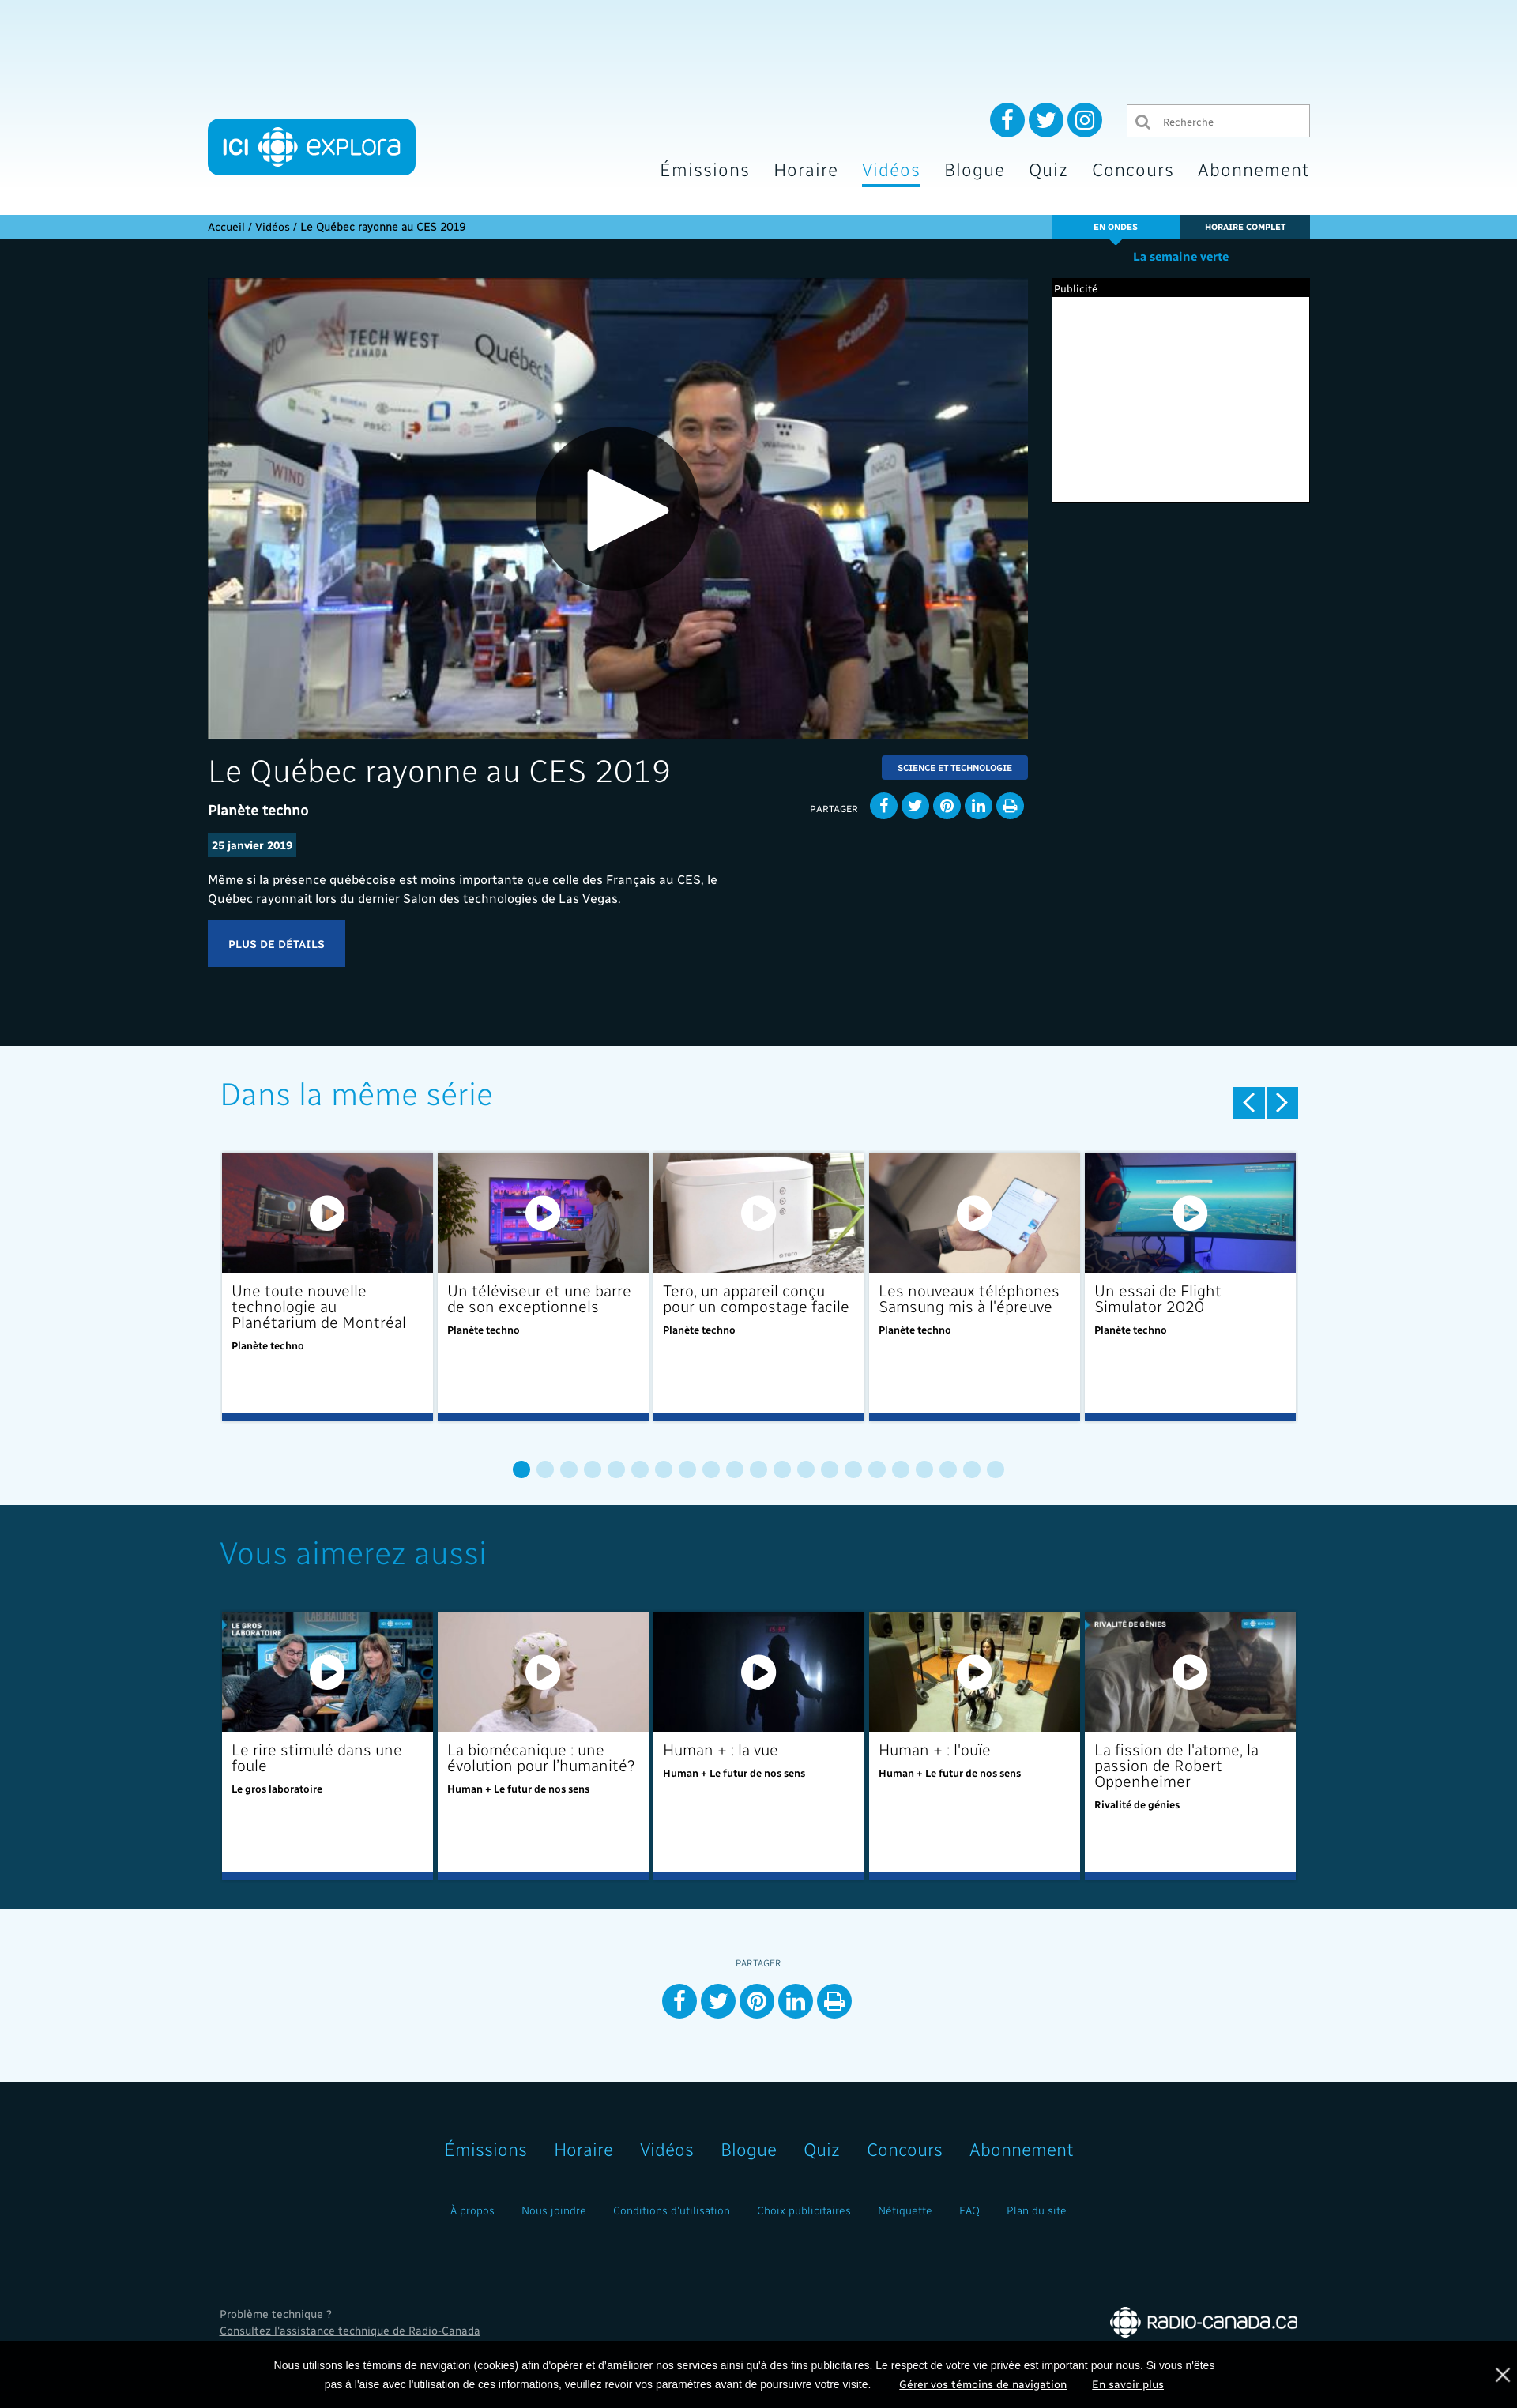 ICI explora
Recherche
Émissions Horaire Vidéos Blogue Quiz Concours Abonnement
Accueil / Vidéos / Le Québec rayonne au CES 2019
EN ONDES
HORAIRE COMPLET
La semaine verte
Publicité
TECH WEST
CANADA
Québec
#CanadaCES
WIND
Le Québec rayonne au CES 2019
SCIENCE ET TECHNOLOGIE
Planète techno
PARTAGER
25 janvier 2019
Même si la présence québécoise est moins importante que celle des Français au CES, le
Québec rayonnait lors du dernier Salon des technologies de Las Vegas.
PLUS DE DÉTAILS
Dans la même série
Une toute nouvelle
technologie au
Planétarium de Montréal
Planète techno
Un téléviseur et une barre
de son exceptionnels
Planète techno
Tero, un appareil conçu
pour un compostage facile
Planète techno
Les nouveaux téléphones
Samsung mis à l'épreuve
Planète techno
Un essai de Flight
Simulator 2020
Planète techno
Vous aimerez aussi
LE GROS
LABORATOIRE
Le rire stimulé dans une
foule
Le gros laboratoire
La biomécanique : une
évolution pour l’humanité?
Human + Le futur de nos sens
Human + : la vue
Human + Le futur de nos sens
Human + : l'ouïe
Human + Le futur de nos sens
RIVALITÉ DE GÉNIES
La fission de l'atome, la
passion de Robert
Oppenheimer
Rivalité de génies
PARTAGER
Émissions Horaire Vidéos Blogue Quiz Concours Abonnement
À propos Nous joindre Conditions d'utilisation Choix publicitaires Nétiquette FAQ Plan du site
Problème technique ?
Consultez l'assistance technique de Radio-Canada
RADIO-CANADA.CA
Nous utilisons les témoins de navigation (cookies) afin d'opérer et d’améliorer nos services ainsi qu'à des fins publicitaires. Le respect de votre vie privée est important pour nous. Si vous n'êtes
pas à l'aise avec l'utilisation de ces informations, veuillez revoir vos paramètres avant de poursuivre votre visite. Gérer vos témoins de navigation En savoir plus